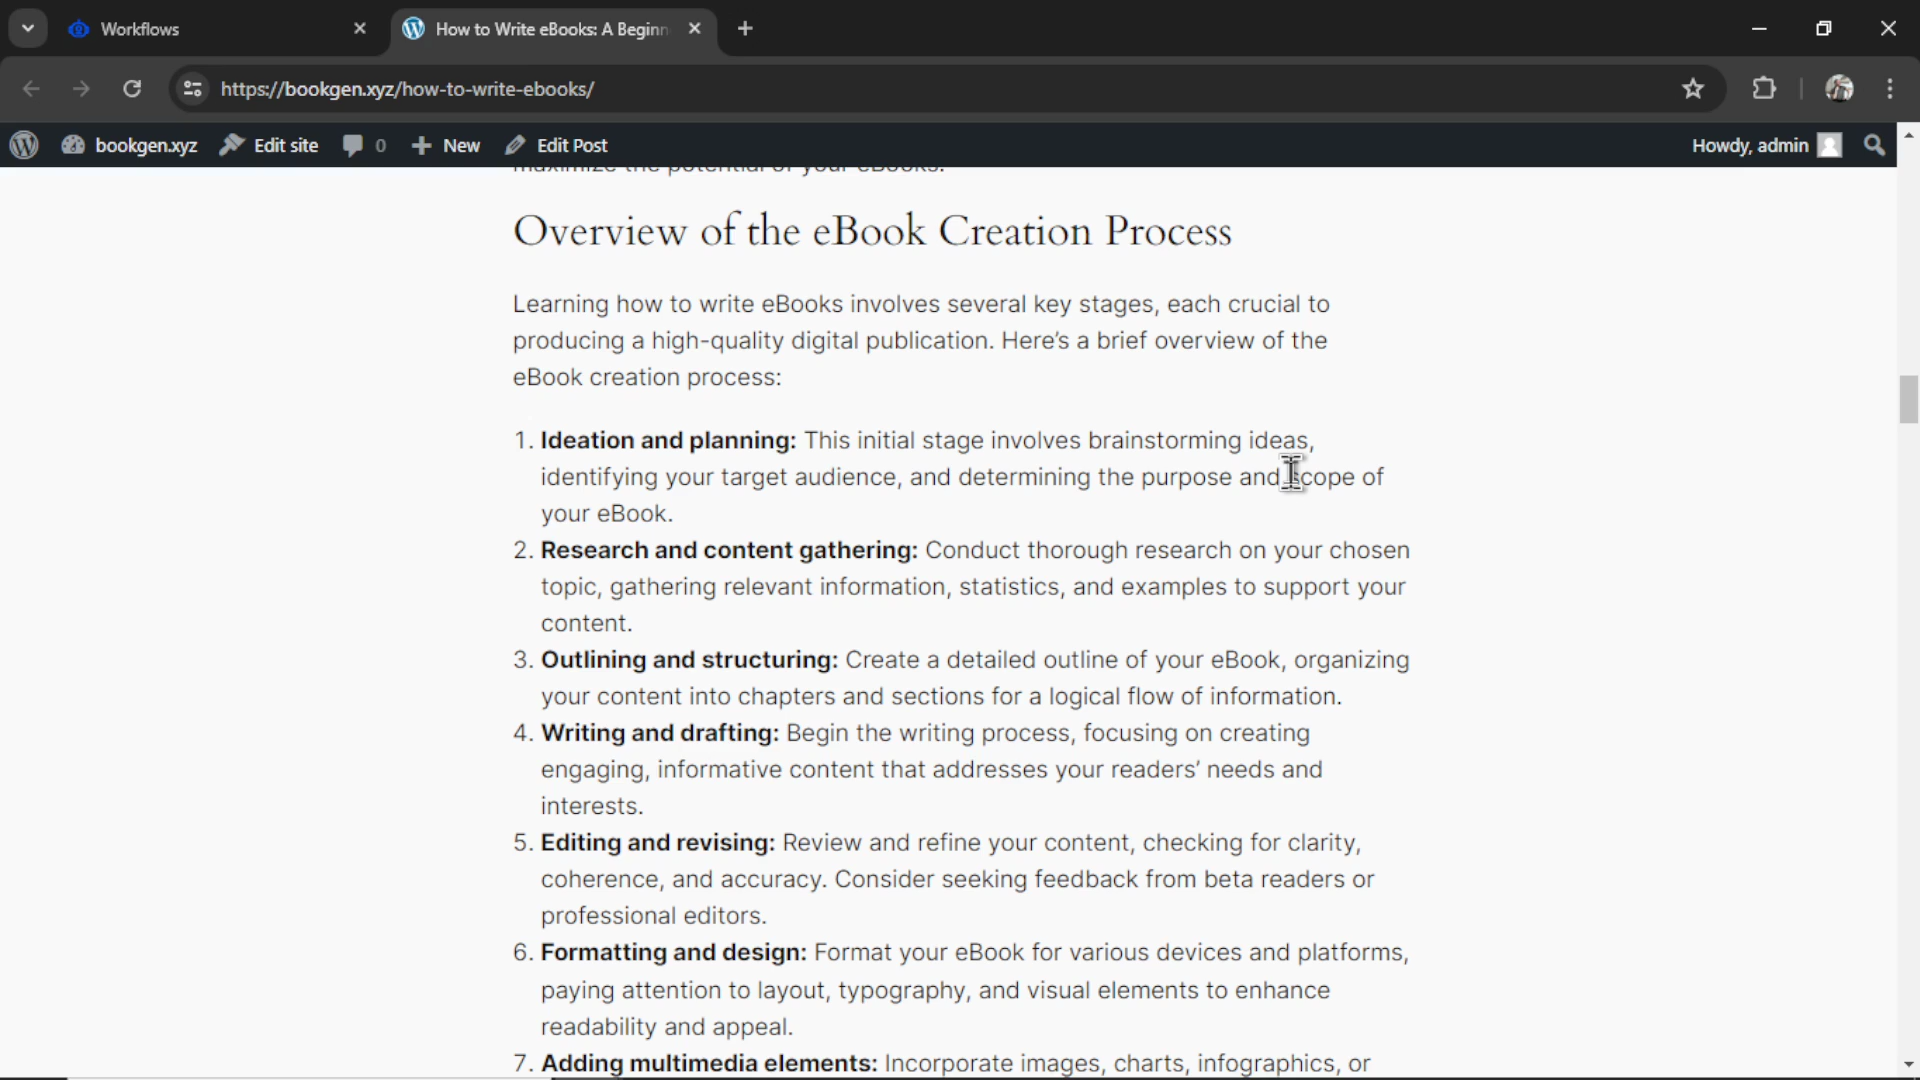 Workflows
How to Write eBooks: A Beginn
https://bookgen.xyz/how-to-write-ebooks/
bookgen.xyz Edit site 0 New Edit Post Howdy, admin
maximize the potential of your eBooks.
Overview of the eBook Creation Process
Learning how to write eBooks involves several key stages, each crucial to
producing a high-quality digital publication. Here's a brief overview of the
eBook creation process:
1. Ideation and planning: This initial stage involves brainstorming ideas,
identifying your target audience, and determining the purpose and scope of
your eBook.
2. Research and content gathering: Conduct thorough research on your chosen
topic, gathering relevant information, statistics, and examples to support your
content.
3. Outlining and structuring: Create a detailed outline of your eBook, organizing
your content into chapters and sections for a logical flow of information.
4. Writing and drafting: Begin the writing process, focusing on creating
engaging, informative content that addresses your readers’ needs and
interests.
5. Editing and revising: Review and refine your content, checking for clarity,
coherence, and accuracy. Consider seeking feedback from beta readers or
professional editors.
6. Formatting and design: Format your eBook for various devices and platforms,
paying attention to layout, typography, and visual elements to enhance
readability and appeal.
7. Adding multimedia elements: Incorporate images, charts, infographics, or